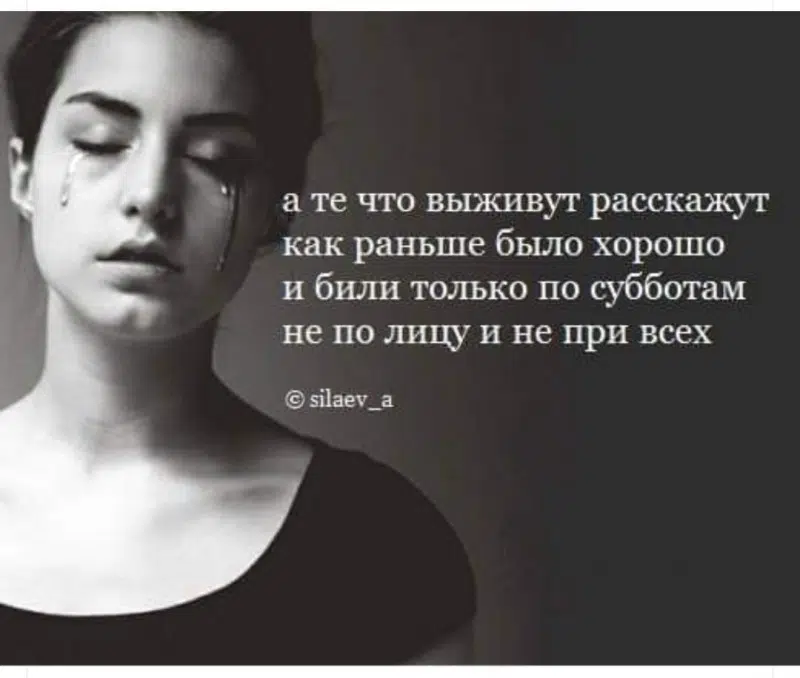 а те что выживут расскажут
как раньше было хорошо
и били только по субботам
не по лицу и не при всех
© silaev_a